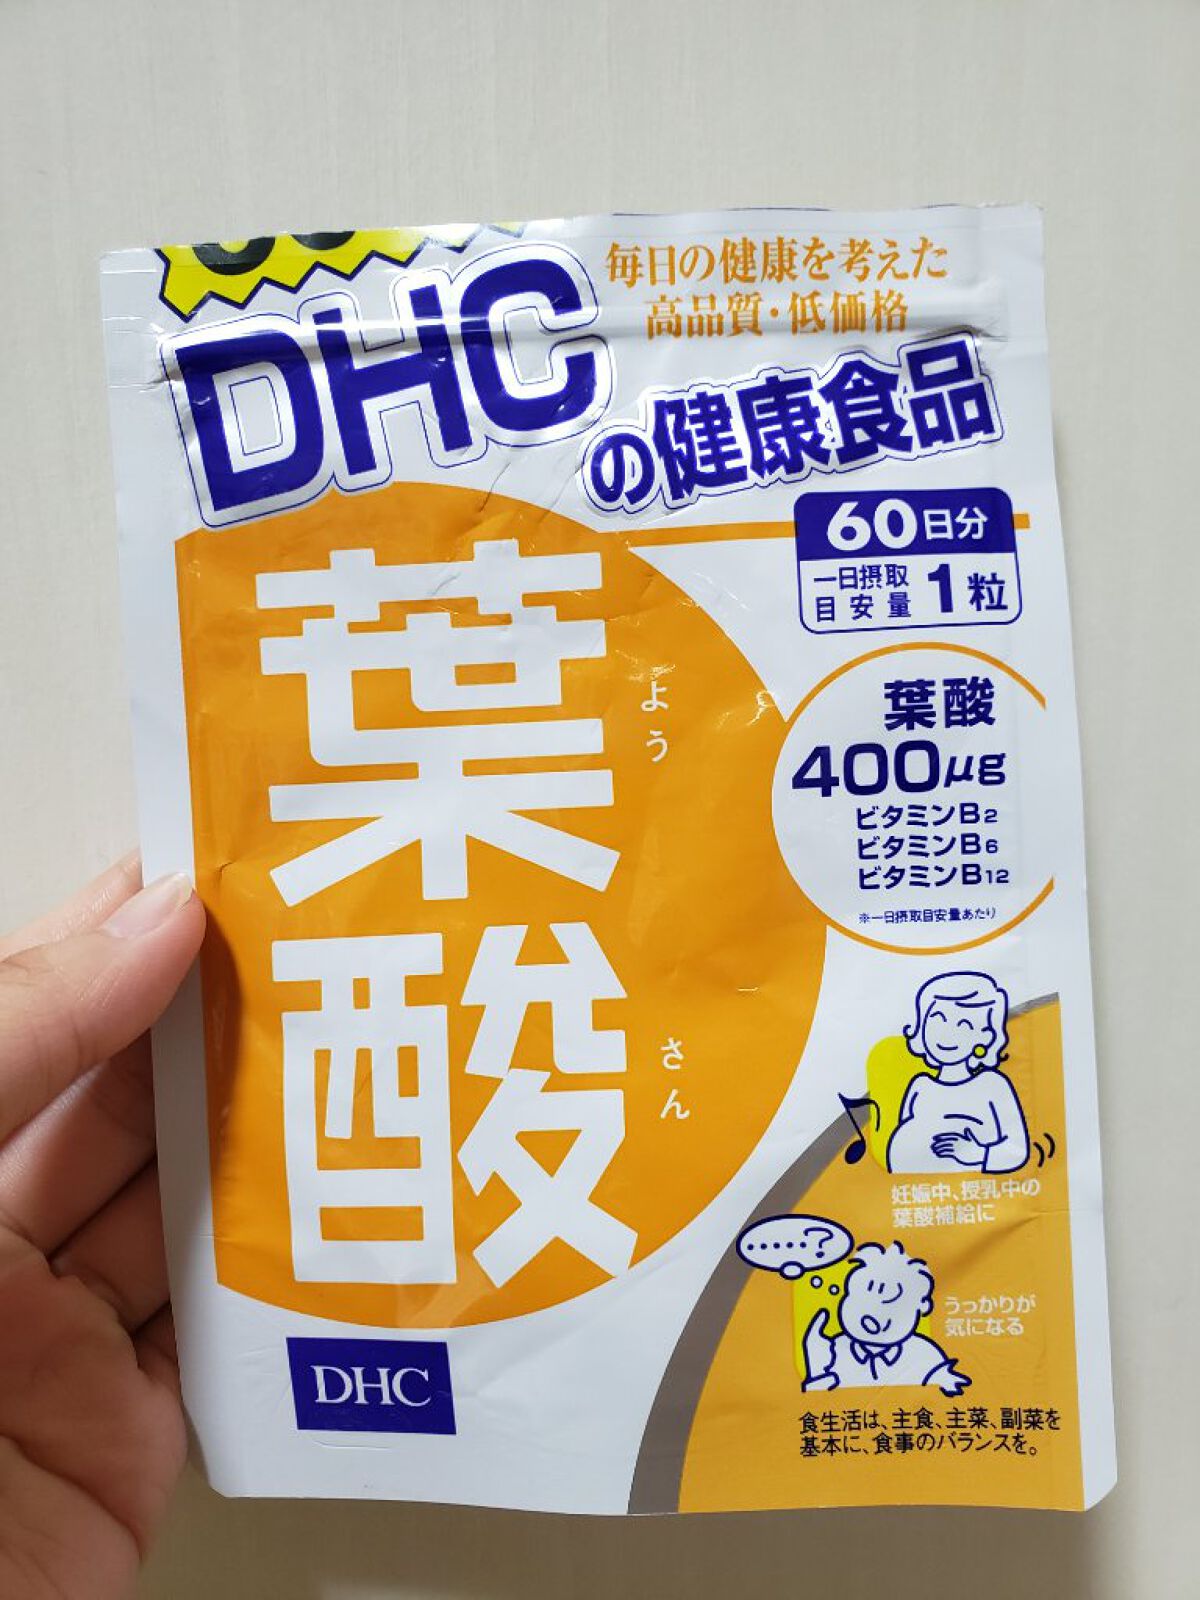 毎日の健康を考えた
高品質・低価格
DHC
の健康食品
60日分
一日摂取
目安量
1粒
葉酸
ようさん
葉酸
400μg
ビタミンB2
ビタミンB6
ビタミンB12
※一日摂取目安量あたり
妊娠中、授乳中の
葉酸補給に
……?
うっかりが
気になる
DHC
食生活は、主食、主菜、副菜を
基本に、食事のバランスを。